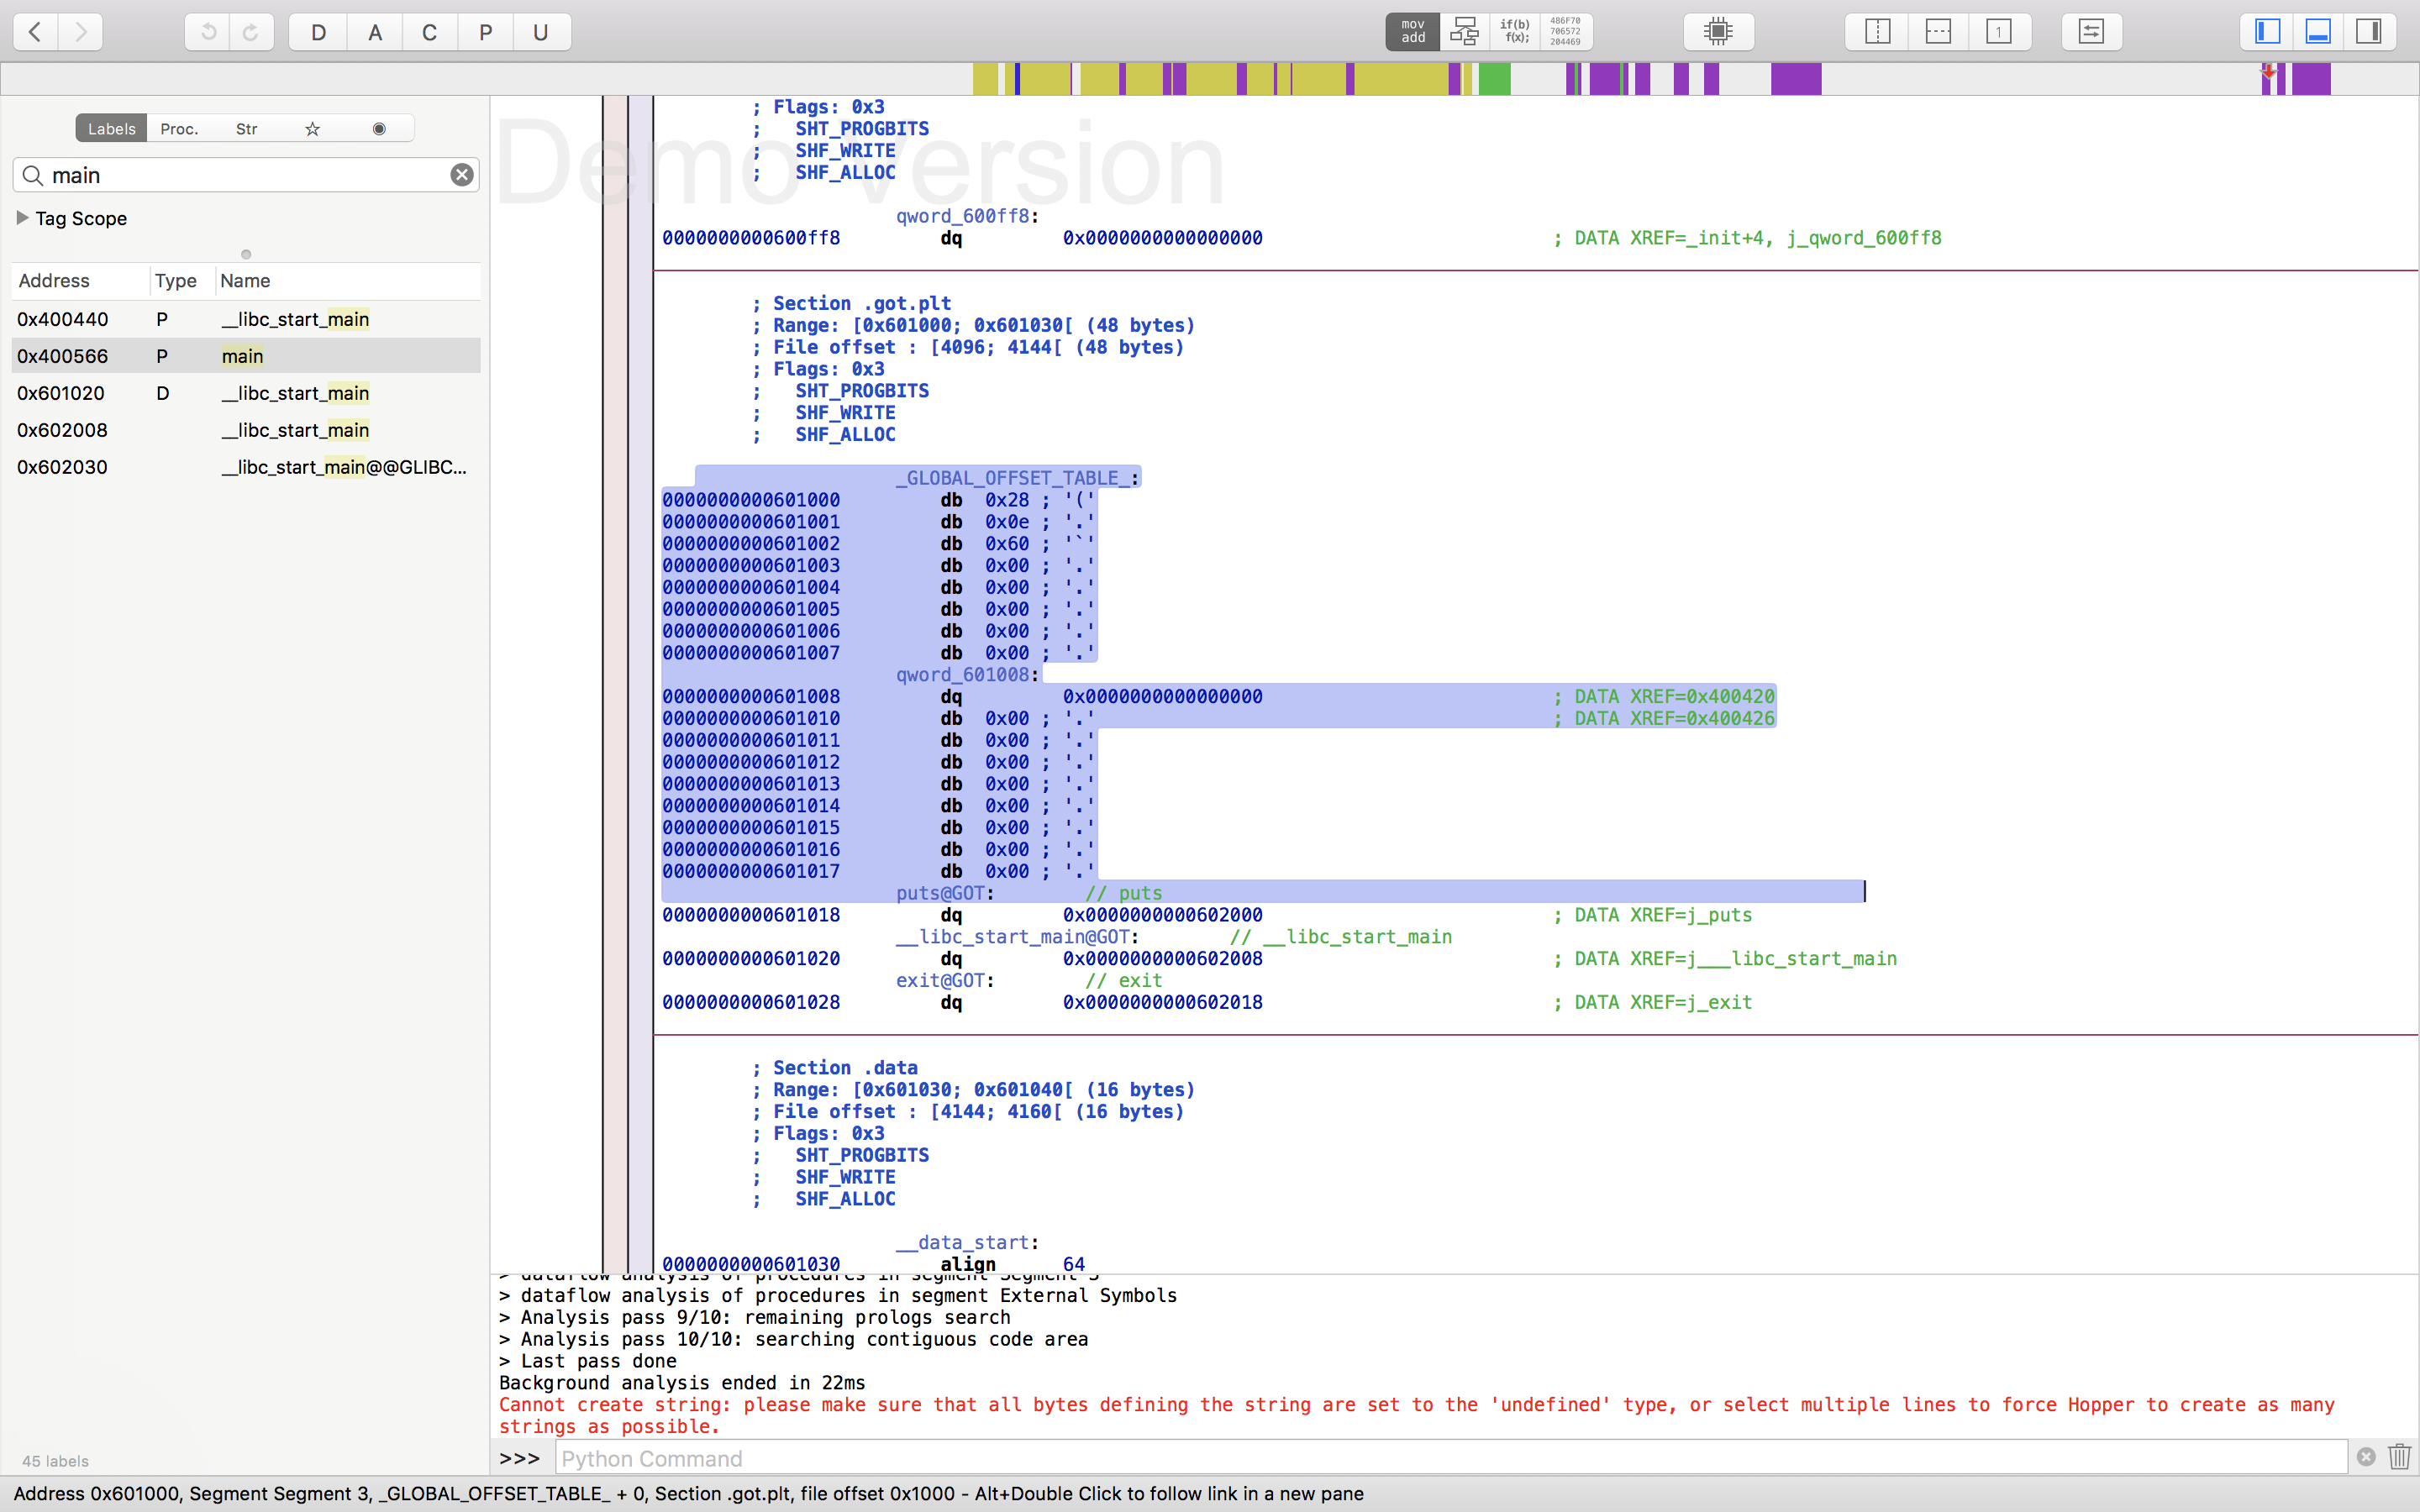 D A C P U
mov add
if(b) f(x);
486F70 706572 204469
1
Labels Proc. Str
main
Tag Scope
Address Type Name
0x400440 P __libc_start_main
0x400566 P main
0x601020 D __libc_start_main
0x602008 __libc_start_main
0x602030 __libc_start_main@@GLIBC...
45 labels
Demo Version
; Flags: 0x3
;   SHT_PROGBITS
;   SHF_WRITE
;   SHF_ALLOC
qword_600ff8:
0000000000600ff8 dq 0x0000000000000000 ; DATA XREF=_init+4, j_qword_600ff8
; Section .got.plt
; Range: [0x601000; 0x601030[ (48 bytes)
; File offset : [4096; 4144[ (48 bytes)
; Flags: 0x3
;   SHT_PROGBITS
;   SHF_WRITE
;   SHF_ALLOC
_GLOBAL_OFFSET_TABLE_:
0000000000601000 db 0x28 ; '('
0000000000601001 db 0x0e ; '.'
0000000000601002 db 0x60 ; '`'
0000000000601003 db 0x00 ; '.'
0000000000601004 db 0x00 ; '.'
0000000000601005 db 0x00 ; '.'
0000000000601006 db 0x00 ; '.'
0000000000601007 db 0x00 ; '.'
qword_601008:
0000000000601008 dq 0x0000000000000000 ; DATA XREF=0x400420
0000000000601010 db 0x00 ; '.' ; DATA XREF=0x400426
0000000000601011 db 0x00 ; '.'
0000000000601012 db 0x00 ; '.'
0000000000601013 db 0x00 ; '.'
0000000000601014 db 0x00 ; '.'
0000000000601015 db 0x00 ; '.'
0000000000601016 db 0x00 ; '.'
0000000000601017 db 0x00 ; '.'
puts@GOT: // puts
0000000000601018 dq 0x0000000000602000 ; DATA XREF=j_puts
__libc_start_main@GOT: // __libc_start_main
0000000000601020 dq 0x0000000000602008 ; DATA XREF=j___libc_start_main
exit@GOT: // exit
0000000000601028 dq 0x0000000000602018 ; DATA XREF=j_exit
; Section .data
; Range: [0x601030; 0x601040[ (16 bytes)
; File offset : [4144; 4160[ (16 bytes)
; Flags: 0x3
;   SHT_PROGBITS
;   SHF_WRITE
;   SHF_ALLOC
__data_start:
0000000000601030 align 64
> dataflow analysis of procedures in segment Segment 3
> dataflow analysis of procedures in segment External Symbols
> Analysis pass 9/10: remaining prologs search
> Analysis pass 10/10: searching contiguous code area
> Last pass done
Background analysis ended in 22ms
Cannot create string: please make sure that all bytes defining the string are set to the 'undefined' type, or select multiple lines to force Hopper to create as many
strings as possible.
>>> Python Command
Address 0x601000, Segment Segment 3, _GLOBAL_OFFSET_TABLE_ + 0, Section .got.plt, file offset 0x1000 - Alt+Double Click to follow link in a new pane